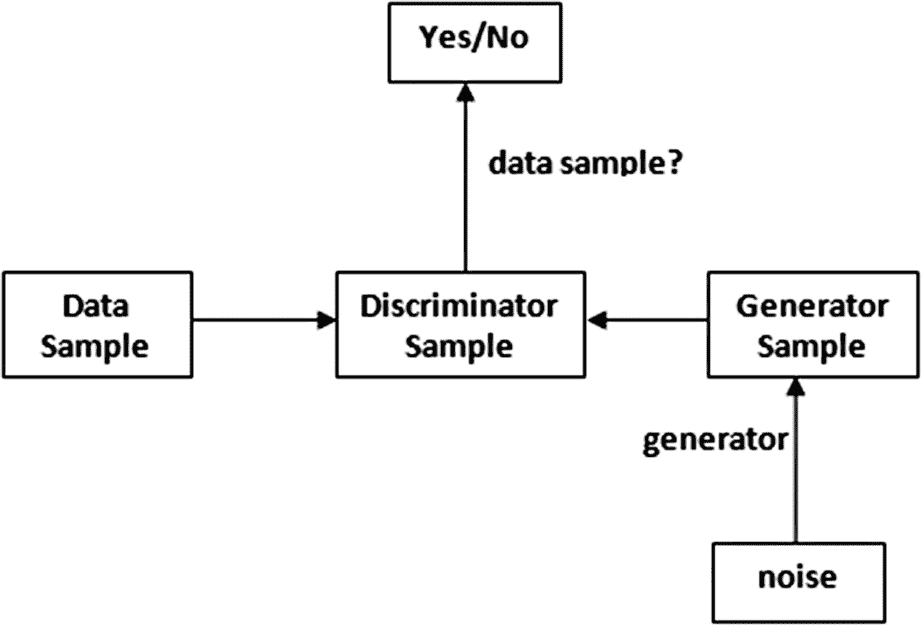 Yes/No
data sample?
Data
Sample
Discriminator
Sample
Generator
Sample
generator
noise